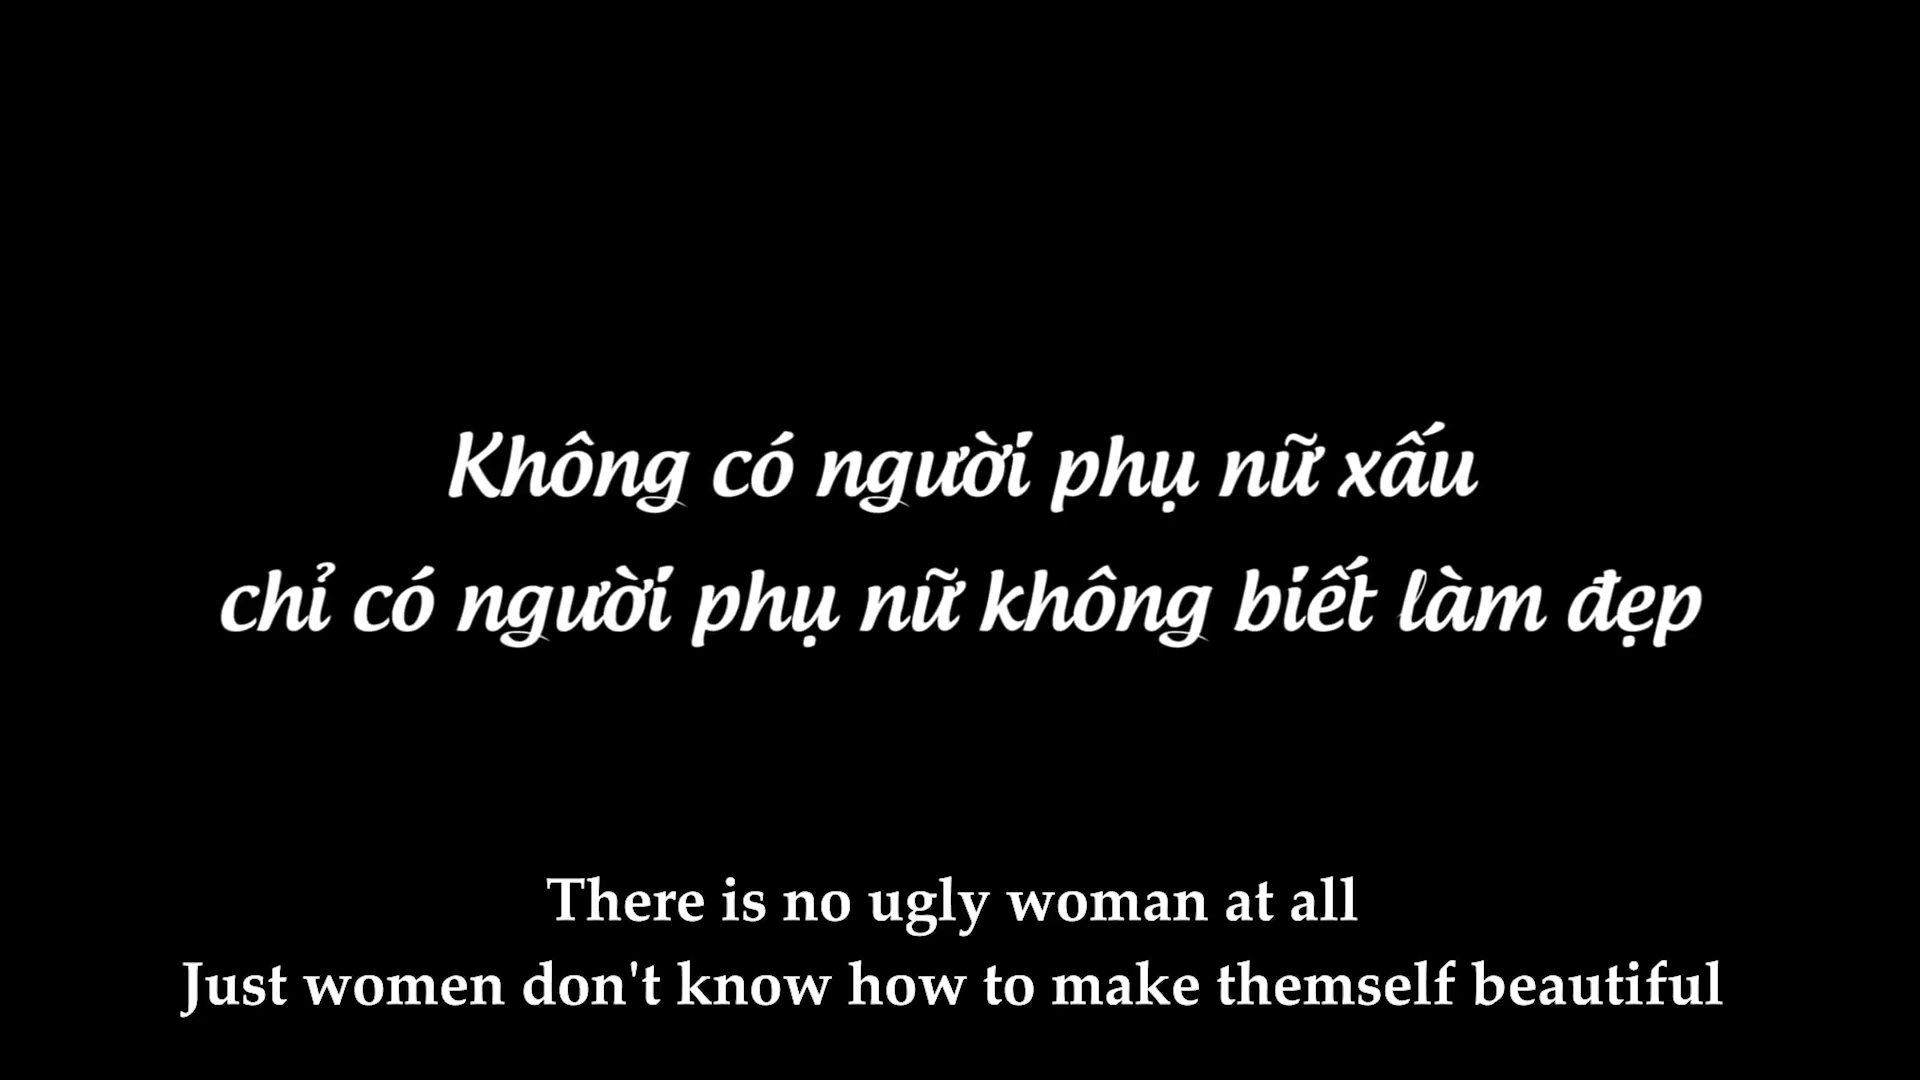 Không có người phụ nữ xấu
chỉ có người phụ nữ không biết làm đẹp
There is no ugly woman at all
Just women don't know how to make themself beautiful